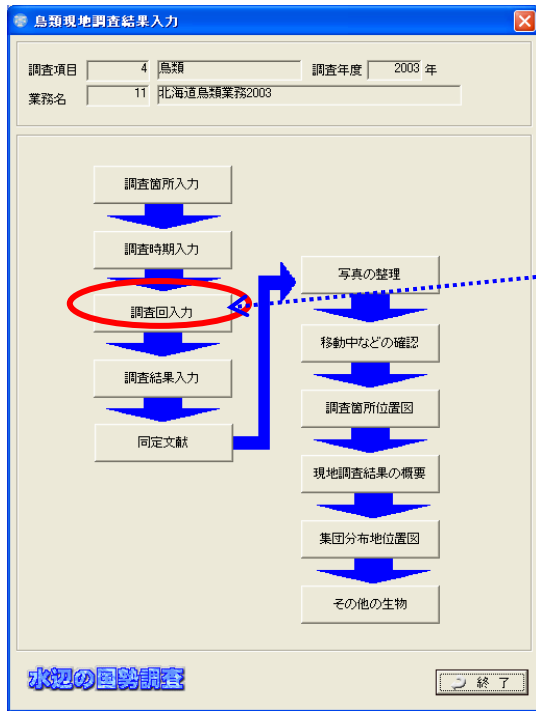 鳥類現地調査結果入力
調査項目 4 鳥類 調査年度 2003 年
業務名 11 北海道鳥類業務2003
調査箇所入力
調査時期入力
調査回入力
調査結果入力
同定文献
写真の整理
移動中などの確認
調査箇所位置図
現地調査結果の概要
集団分布地位置図
その他の生物
水辺の国勢調査
終 了